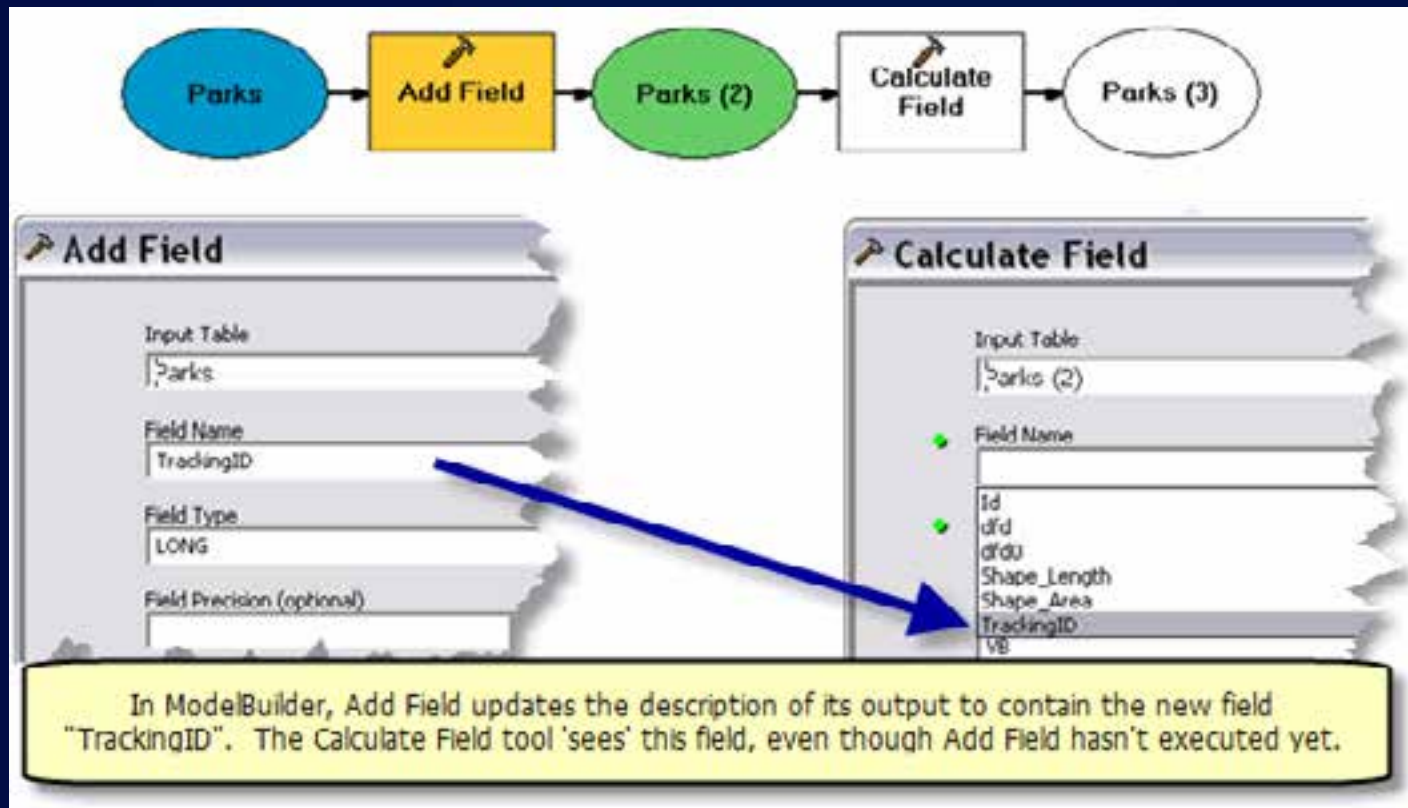 Parks
Add Field
Parks (2)
Calculate
Field
Parks (3)
Add Field
Input Table
Parks
Field Name
TrackingID
Field Type
LONG
Field Precision (optional)
Calculate Field
Input Table
Parks (2)
Field Name
Id
dfd
dfd0
Shape_Length
Shape_Area
TrackingID
VB
In ModelBuilder, Add Field updates the description of its output to contain the new field
"TrackingID". The Calculate Field tool 'sees' this field, even though Add Field hasn't executed yet.